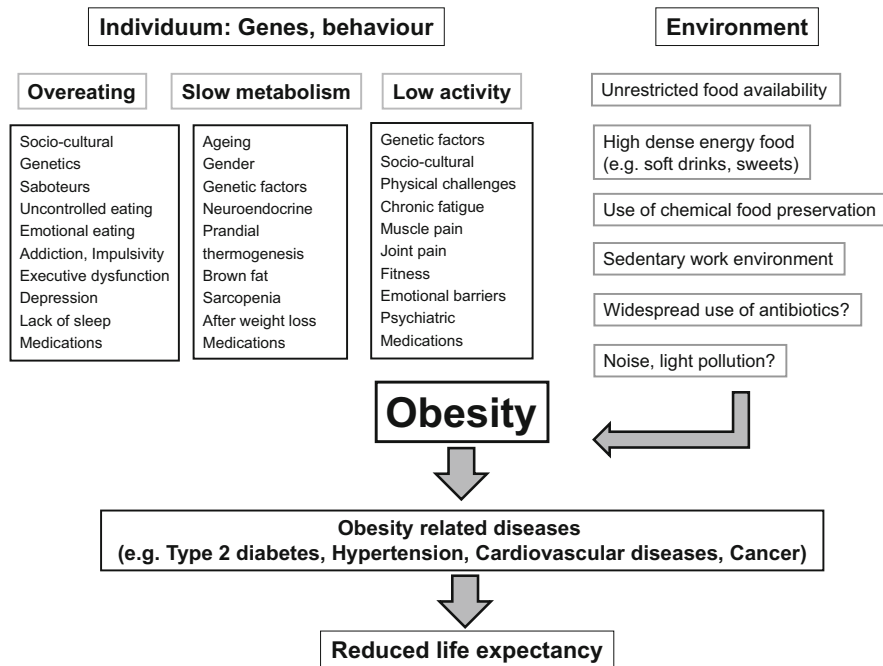 Individuum: Genes, behaviour
Environment
Overeating
Slow metabolism
Low activity
Socio-cultural
Genetics
Saboteurs
Uncontrolled eating
Emotional eating
Addiction, Impulsivity
Executive dysfunction
Depression
Lack of sleep
Medications
Ageing
Gender
Genetic factors
Neuroendocrine
Prandial
thermogenesis
Brown fat
Sarcopenia
After weight loss
Medications
Genetic factors
Socio-cultural
Physical challenges
Chronic fatigue
Muscle pain
Joint pain
Fitness
Emotional barriers
Psychiatric
Medications
Unrestricted food availability
High dense energy food
(e.g. soft drinks, sweets)
Use of chemical food preservation
Sedentary work environment
Widespread use of antibiotics?
Noise, light pollution?
Obesity
Obesity related diseases
(e.g. Type 2 diabetes, Hypertension, Cardiovascular diseases, Cancer)
Reduced life expectancy